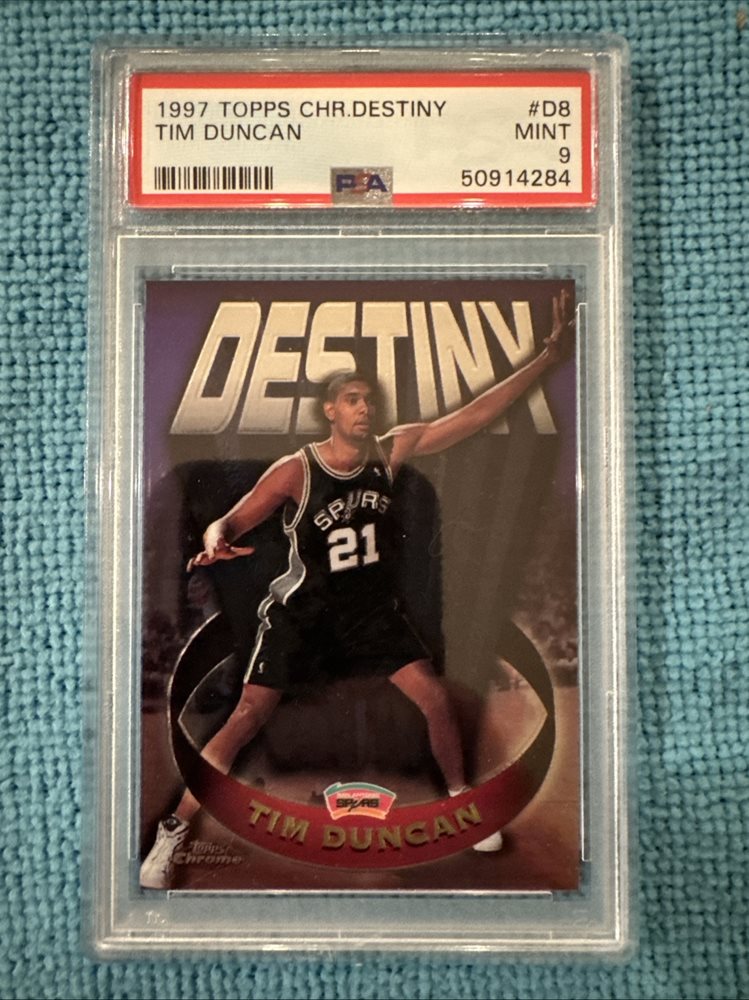 1997 TOPPS CHR.DESTINY #D8
TIM DUNCAN MINT
9
PSA 50914284
DESTINY
SPURS
21
SPURS
TIM DUNCAN
Topps
Chrome